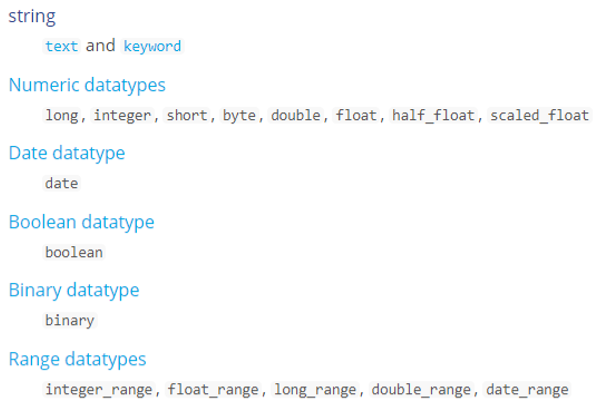 string
text and keyword
Numeric datatypes
long, integer, short, byte, double, float, half_float, scaled_float
Date datatype
date
Boolean datatype
boolean
Binary datatype
binary
Range datatypes
integer_range, float_range, long_range, double_range, date_range